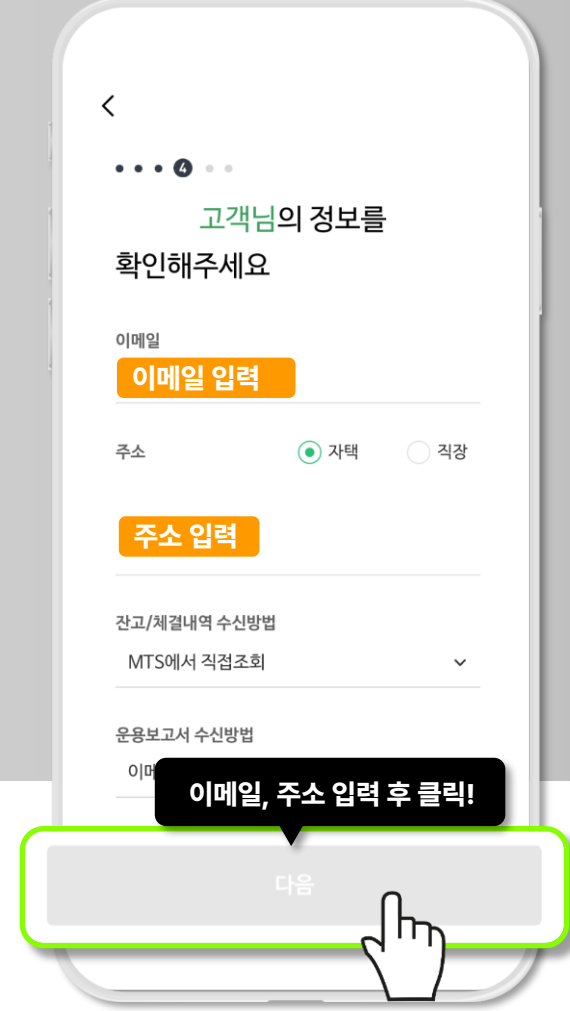 4
고객님의 정보를
확인해주세요
이메일
이메일 입력
주소
자택
직장
주소 입력
잔고/체결내역 수신방법
MTS에서 직접조회
운용보고서 수신방법
이메일, 주소 입력 후 클릭!
다음